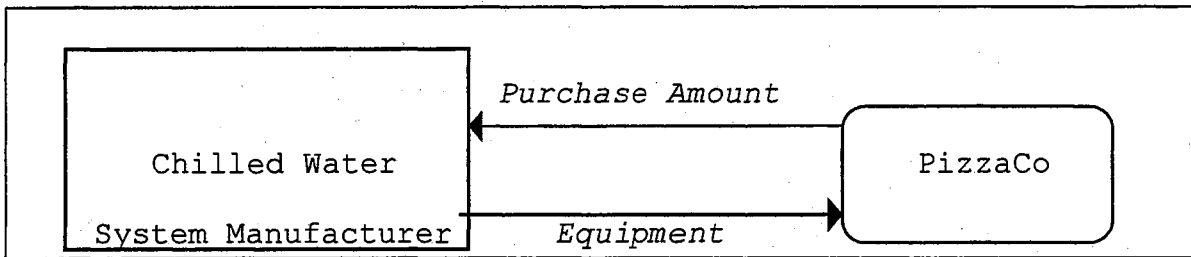 Purchase Amount
Chilled Water
PizzaCo
System Manufacturer
Equipment